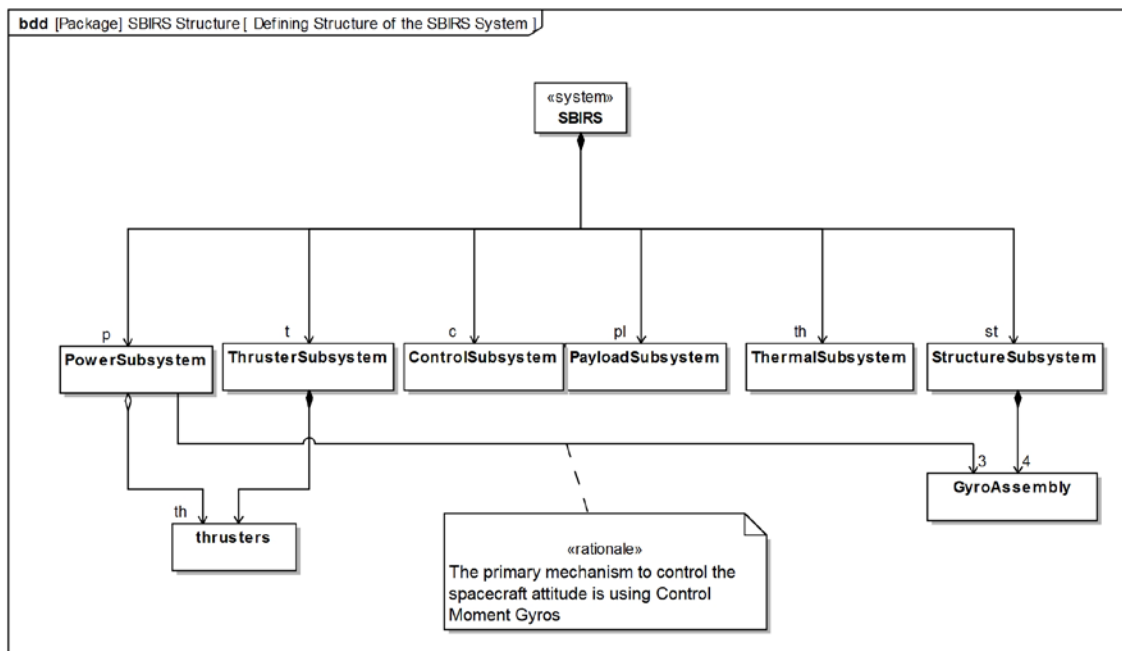 bdd [Package] SBIRS Structure [ Defining Structure of the SBIRS System ]
«system»
SBIRS
p
t
c
pl
th
st
PowerSubsystem
ThrusterSubsystem
ControlSubsystem
PayloadSubsystem
ThermalSubsystem
StructureSubsystem
3
4
GyroAssembly
th
thrusters
«rationale»
The primary mechanism to control the
spacecraft attitude is using Control
Moment Gyros